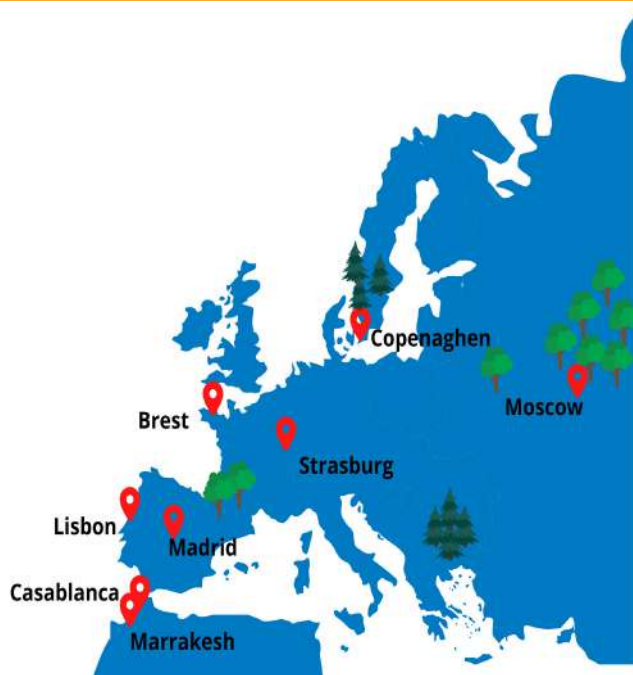 Copenaghen
Moscow
Brest
Strasburg
Lisbon
Madrid
Casablanca
Marrakesh